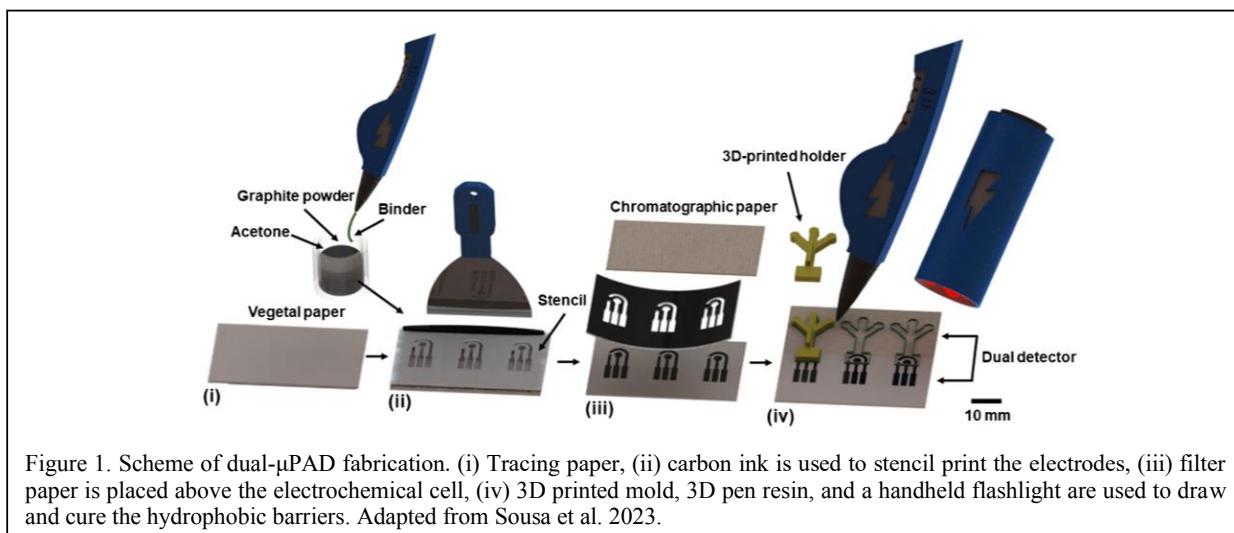 3D
3D-printed holder
Graphite powder
Binder
Chromatographic paper
Acetone
Vegetal paper
Stencil
Dual detector
(i)
(ii)
(iii)
(iv)
10 mm
Figure 1. Scheme of dual-μPAD fabrication. (i) Tracing paper, (ii) carbon ink is used to stencil print the electrodes, (iii) filter
paper is placed above the electrochemical cell, (iv) 3D printed mold, 3D pen resin, and a handheld flashlight are used to draw
and cure the hydrophobic barriers. Adapted from Sousa et al. 2023.